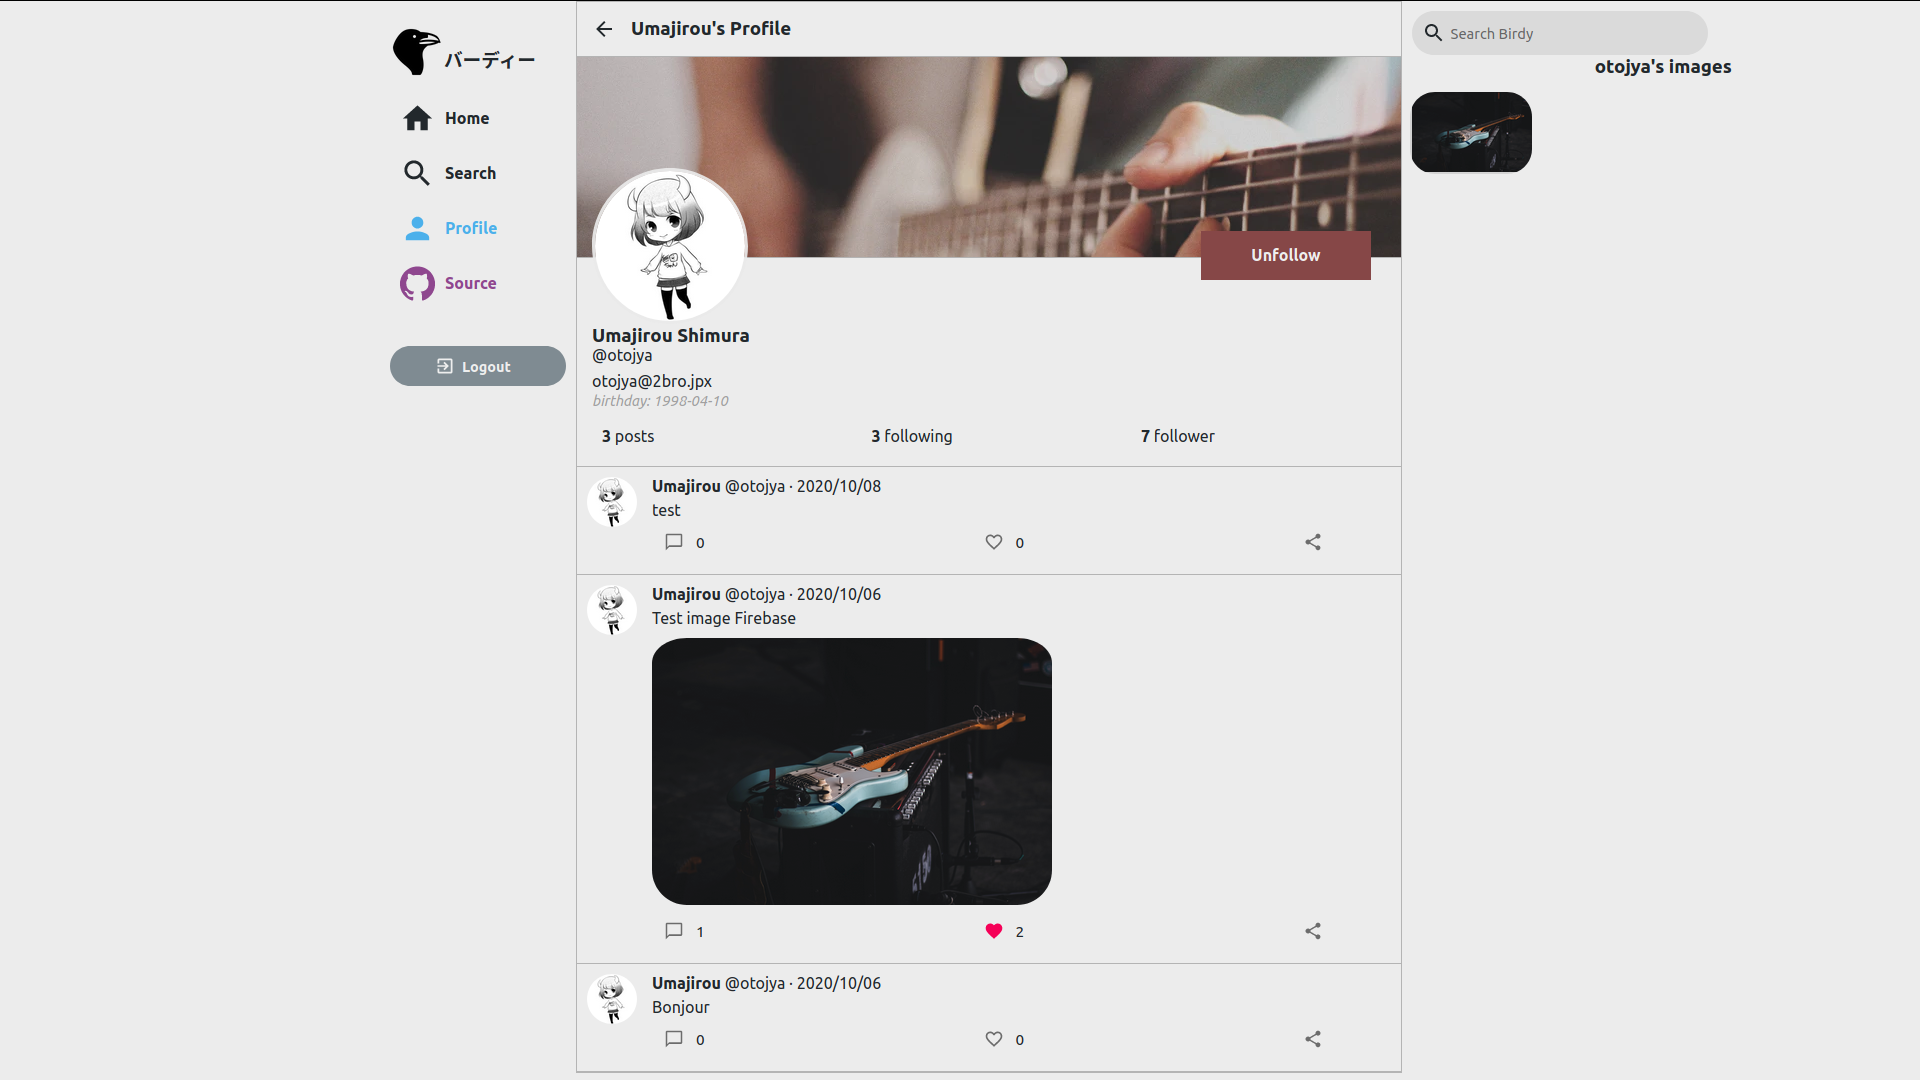 バーディー
Home
Search
Profile
Source
Logout
Umajirou's Profile
Unfollow
Umajirou Shimura
@otojya
otojya@2bro.jpx
birthday: 1998-04-10
3 posts
3 following
7 follower
Umajirou @otojya · 2020/10/08
test
0
0
Umajirou @otojya · 2020/10/06
Test image Firebase
1
2
Umajirou @otojya · 2020/10/06
Bonjour
0
0
Search Birdy
otojya's images